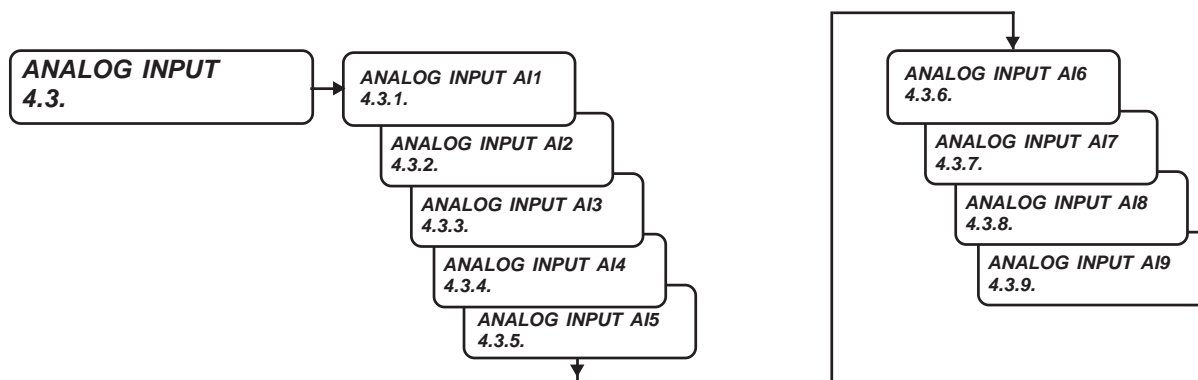 ANALOG INPUT
4.3.
ANALOG INPUT AI1
4.3.1.
ANALOG INPUT AI2
4.3.2.
ANALOG INPUT AI3
4.3.3.
ANALOG INPUT AI4
4.3.4.
ANALOG INPUT AI5
4.3.5.
ANALOG INPUT AI6
4.3.6.
ANALOG INPUT AI7
4.3.7.
ANALOG INPUT AI8
4.3.8.
ANALOG INPUT AI9
4.3.9.